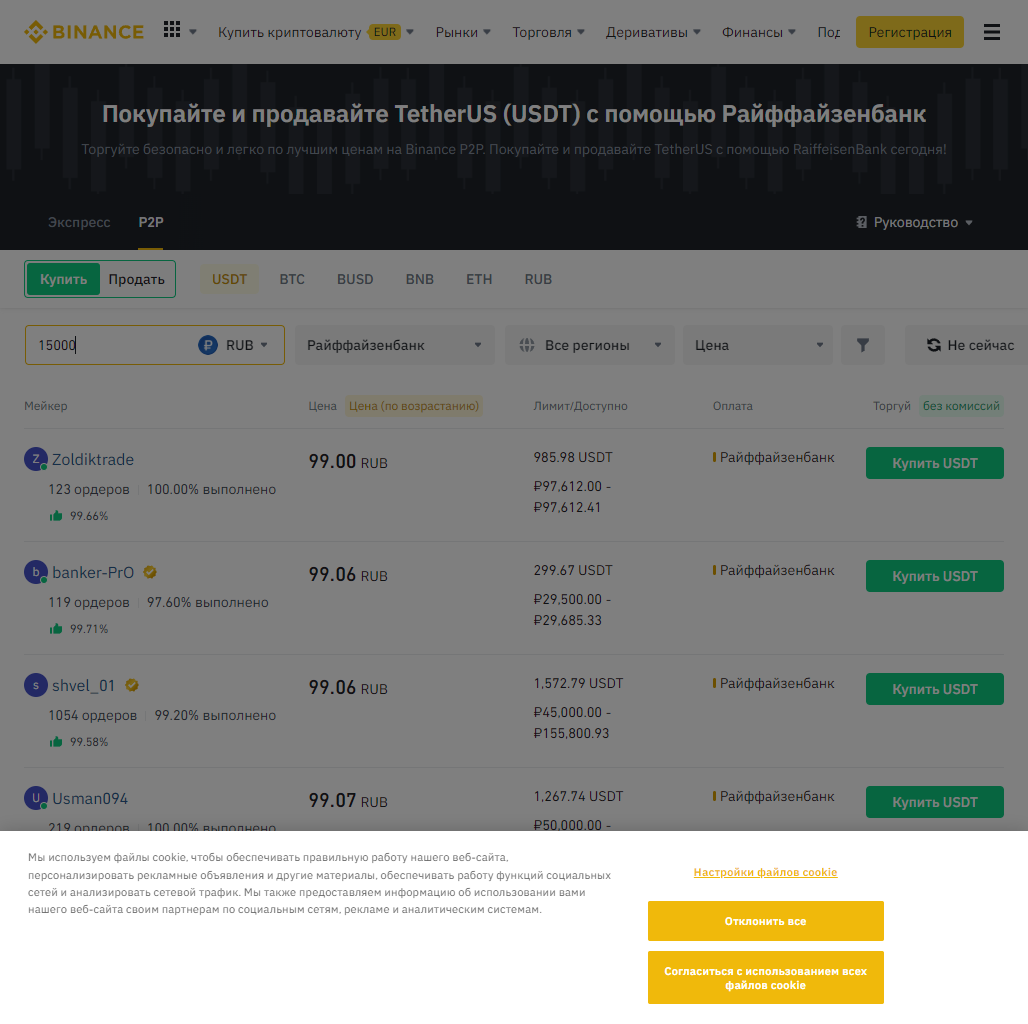 BINANCE
Купить криптовалюту EUR
Рынки
Торговля
Деривативы
Финансы
Под
Регистрация
Покупайте и продавайте TetherUS (USDT) с помощью Райффайзенбанк
Торгуйте безопасно и легко по лучшим ценам на Binance P2P. Покупайте и продавайте TetherUS с помощью RaiffeisenBank сегодня!
Экспресс
P2P
Руководство
Купить
Продать
USDT
BTC
BUSD
BNB
ETH
RUB
15000
RUB
Райффайзенбанк
Все регионы
Цена
Не сейчас
Мейкер
Цена Цена (по возрастанию)
Лимит/Доступно
Оплата
Торгуй без комиссий
Z Zoldiktrade
99.00 RUB
985.98 USDT
Райффайзенбанк
Купить USDT
123 ордеров 100.00% выполнено
₽97,612.00 -
₽97,612.41
99.66%
b banker-PrO
99.06 RUB
299.67 USDT
Райффайзенбанк
Купить USDT
119 ордеров 97.60% выполнено
₽29,500.00 -
₽29,685.33
99.71%
s shvel_01
99.06 RUB
1,572.79 USDT
Райффайзенбанк
Купить USDT
1054 ордеров 99.20% выполнено
₽45,000.00 -
₽155,800.93
99.58%
U Usman094
99.07 RUB
1,267.74 USDT
Райффайзенбанк
Купить USDT
219 ордеров 100.00% выполнено
₽50,000.00 -
Мы используем файлы cookie, чтобы обеспечивать правильную работу нашего веб-сайта,
персонализировать рекламные объявления и другие материалы, обеспечивать работу функций социальных
сетей и анализировать сетевой трафик. Мы также предоставляем информацию об использовании вами
нашего веб-сайта своим партнерам по социальным сетям, рекламе и аналитическим системам.
Настройки файлов cookie
Отклонить все
Согласиться с использованием всех
файлов cookie